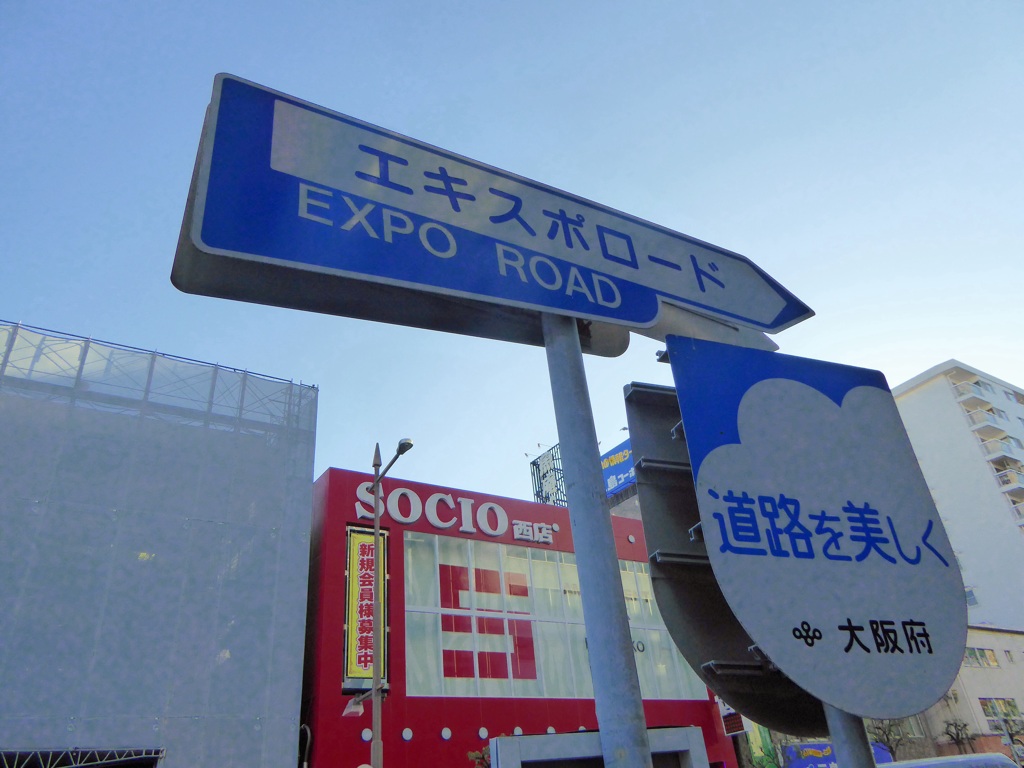 エキスポロード
EXPO ROAD
道路を美しく
大阪府
SOCIO 西店
新規会員様募集中